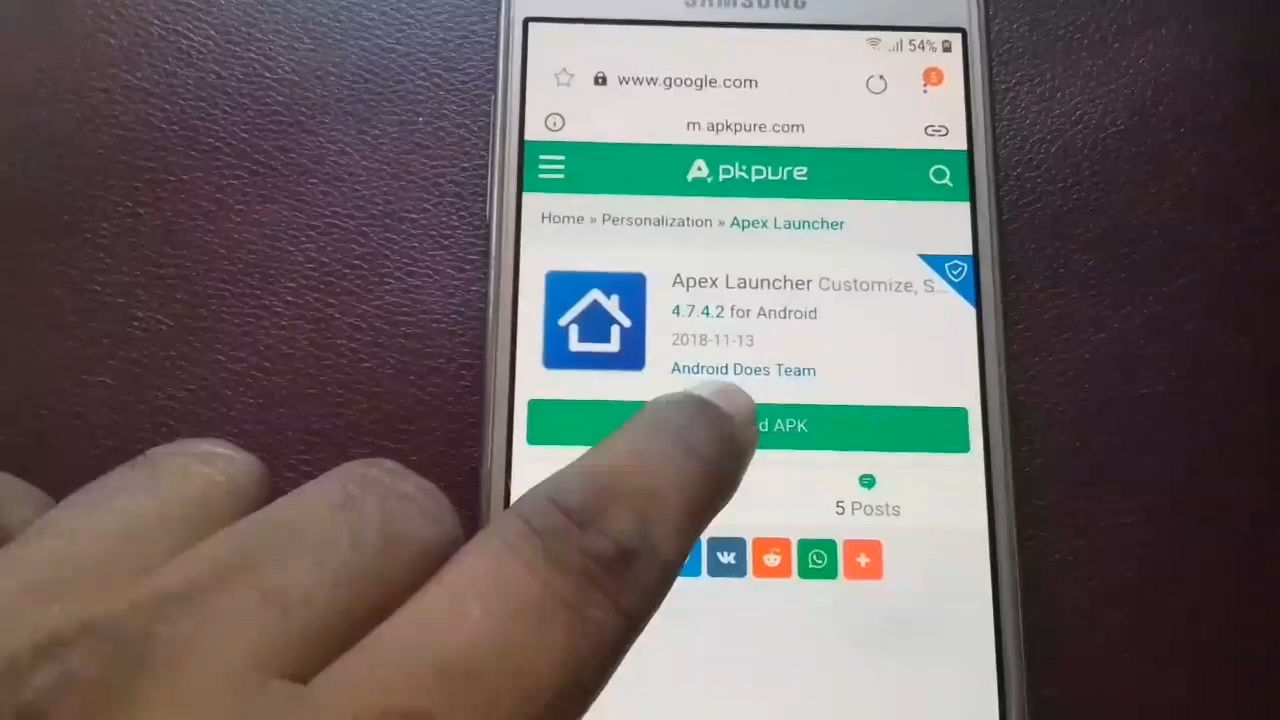 SAMSUNG
54%
www.google.com
5
m.apkpure.com
Apkpure
Home » Personalization » Apex Launcher
Apex Launcher Customize, S...
4.7.4.2 for Android
2018-11-13
Android Does Team
d APK
5 Posts